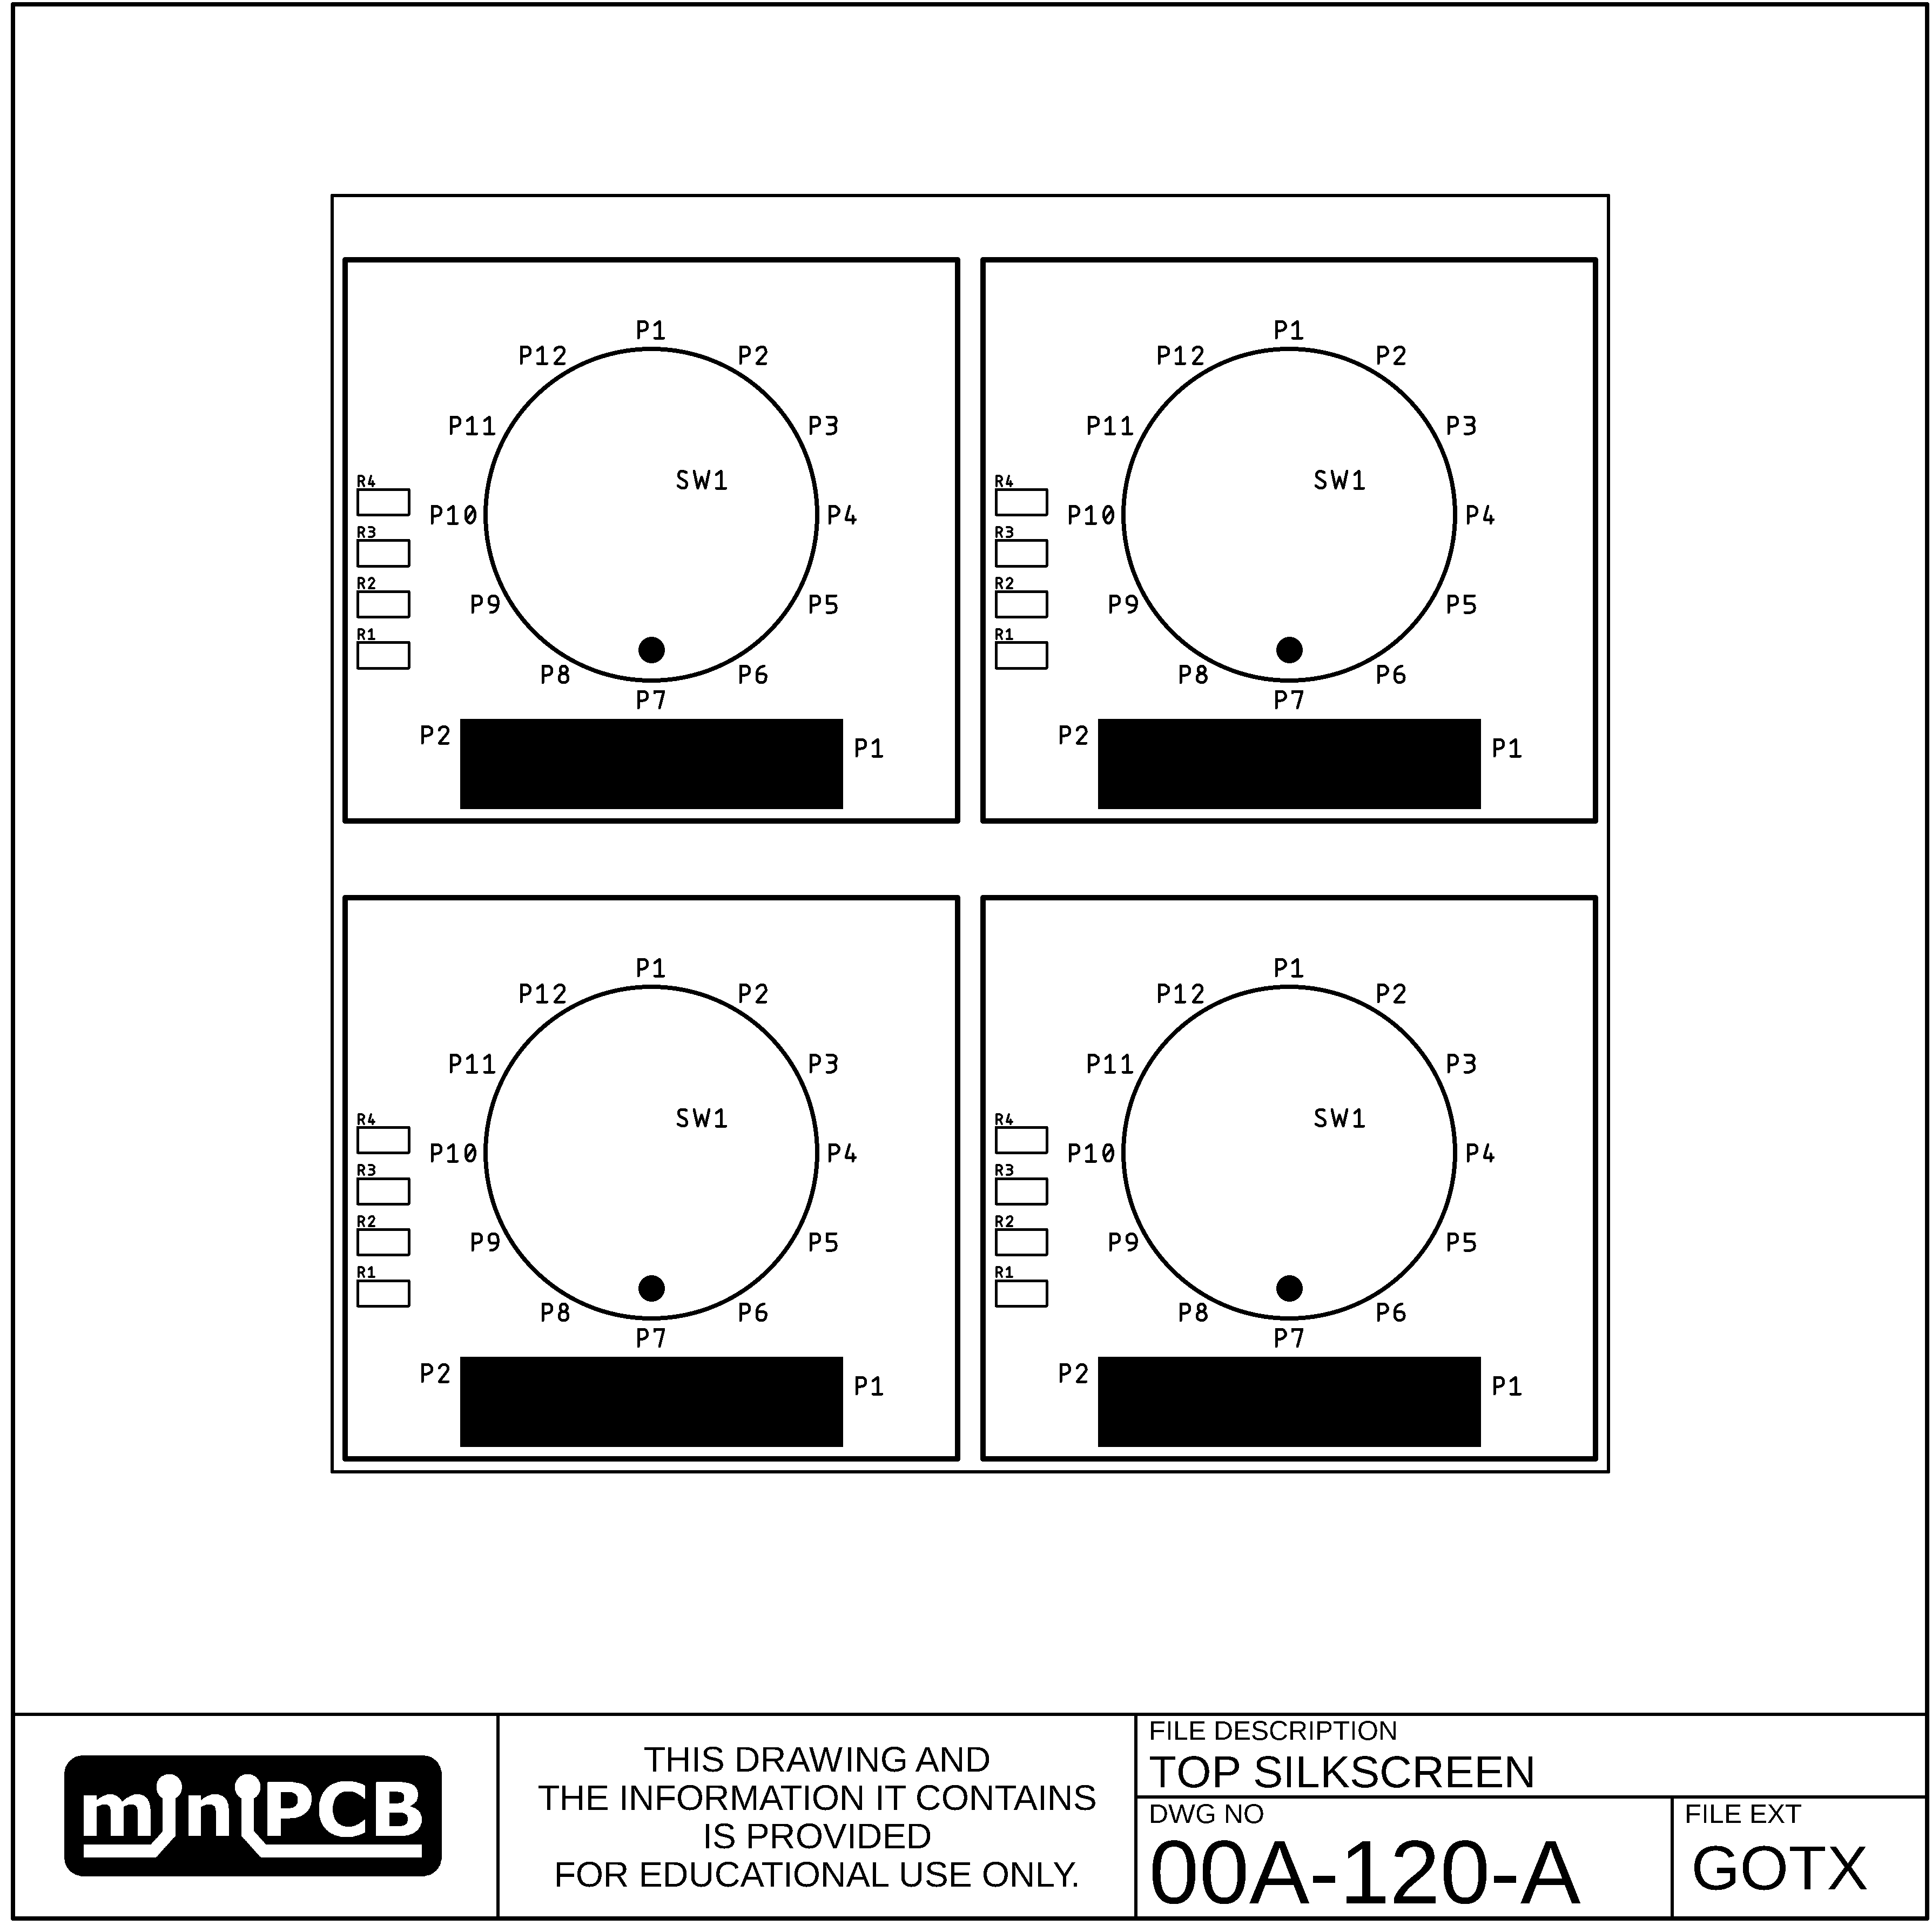 P1 P1
P12 P2 P12 P2
P11 P3 P11 P3
R4 SW1 R4 SW1
P10 P4 P10 P4
R3 R3
R2 P9 P5 R2 P9 P5
R1 R1
P8 P6 P8 P6
P7 P7
P2 P1 P2 P1
P1 P1
P12 P2 P12 P2
P11 P3 P11 P3
R4 SW1 R4 SW1
P10 P4 P10 P4
R3 R3
R2 P9 P5 R2 P9 P5
R1 R1
P8 P6 P8 P6
P7 P7
P2 P1 P2 P1
miniPCB
THIS DRAWING AND
THE INFORMATION IT CONTAINS
IS PROVIDED
FOR EDUCATIONAL USE ONLY.
FILE DESCRIPTION
TOP SILKSCREEN
DWG NO
00A-120-A
FILE EXT
GOTX